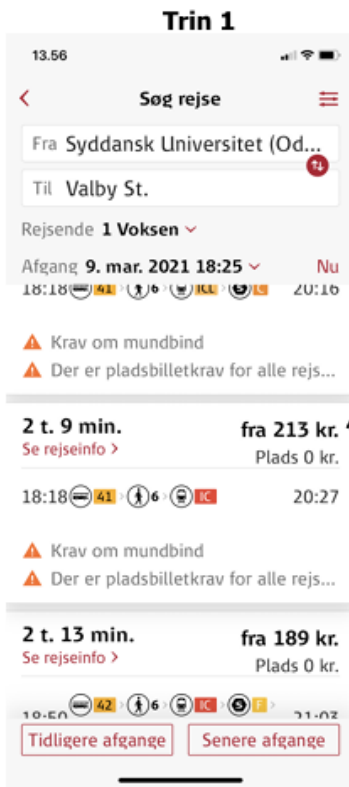 Trin 1
13.56
Søg rejse
Fra Syddansk Universitet (Od...
Til Valby St.
Rejsende 1 Voksen
Afgang 9. mar. 2021 18:25 Nu
18:18 41 6 ICL C 20:16
Krav om mundbind
Der er pladsbilletkrav for alle rejs...
2 t. 9 min. fra 213 kr.
Se rejseinfo > Plads 0 kr.
18:18 41 6 IC 20:27
Krav om mundbind
Der er pladsbilletkrav for alle rejs...
2 t. 13 min. fra 189 kr.
Se rejseinfo > Plads 0 kr.
42 6 IC F 21:03
Tidligere afgange Senere afgange